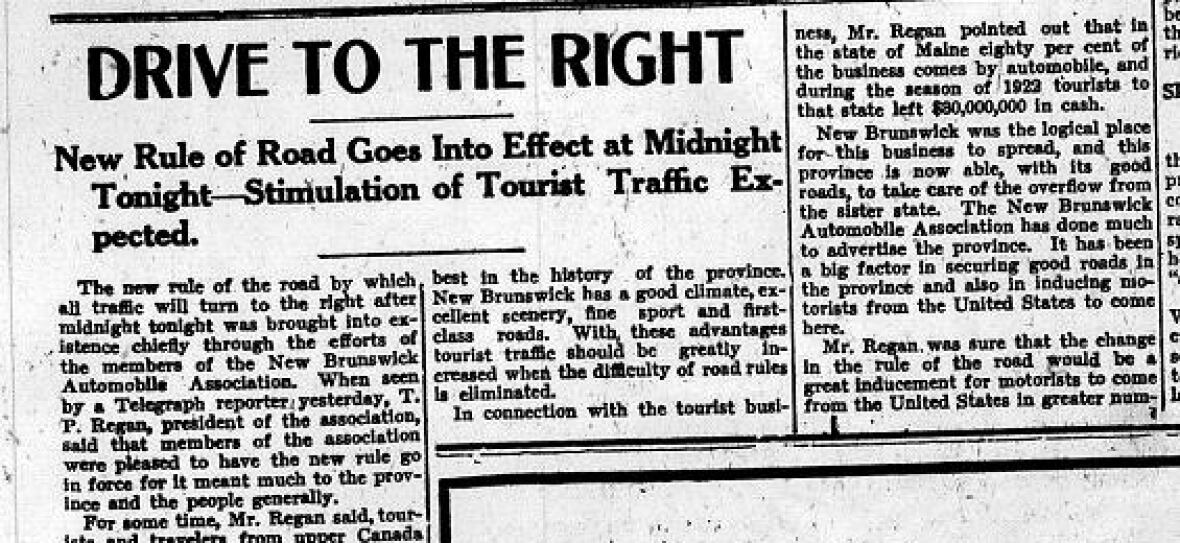 DRIVE TO THE RIGHT
New Rule of Road Goes Into Effect at Midnight
Tonight—Stimulation of Tourist Traffic Ex-
pected.
The new rule of the road by which
all traffic will turn to the right after
midnight tonight was brought into ex-
istence chiefly through the efforts of
the members of the New Brunswick
Automobile Association. When seen
by a Telegraph reporter yesterday, T.
P. Regan, president of the association,
said that members of the association
were pleased to have the new rule go
in force for it meant much to the prov-
ince and the people generally.
For some time, Mr. Regan said, tour-
ists and travelers from upper Canada
best in the history of the province.
New Brunswick has a good climate, ex-
cellent scenery, fine sport and first-
class roads. With these advantages
tourist traffic should be greatly in-
creased when the difficulty of road rules
is eliminated.
In connection with the tourist busi-
ness, Mr. Regan pointed out that in
the state of Maine eighty per cent of
the business comes by automobile, and
during the season of 1922 tourists to
that state left $30,000,000 in cash.
New Brunswick was the logical place
for this business to spread, and this
province is now able, with its good
roads, to take care of the overflow from
the sister state. The New Brunswick
Automobile Association has done much
to advertise the province. It has been
a big factor in securing good roads in
the province and also in inducing mo-
torists from the United States to come
here.
Mr. Regan was sure that the change
in the rule of the road would be a
great inducement for motorists to come
from the United States in greater num-